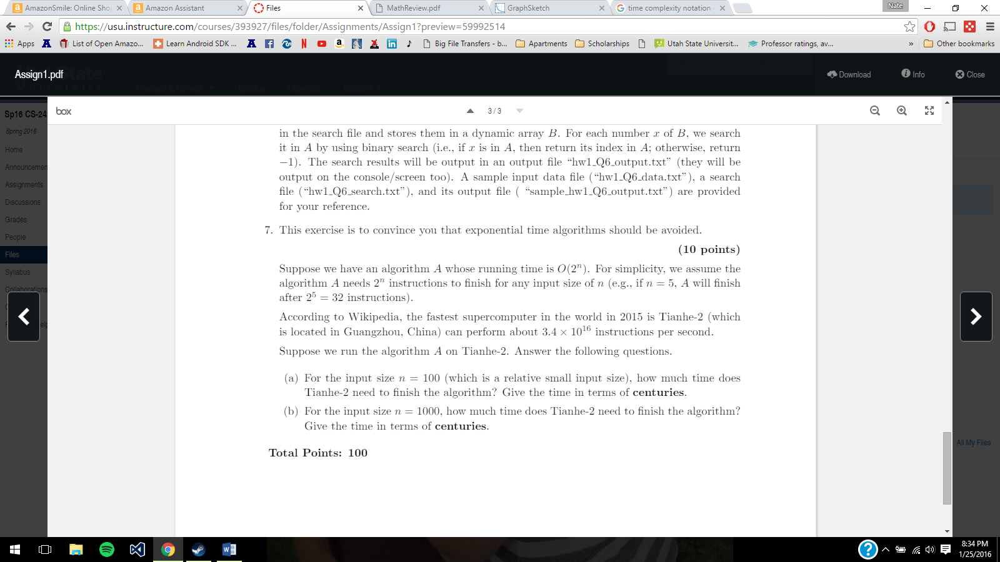 AmazonSmile: Online Sho
Amazon Assistant
Files
MathReview.pdf
GraphSketch
time complexity notation
Nate
https://usu.instructure.com/courses/393927/files/folder/Assignments/Assign1?preview=59992514
Apps
List of Open Amazo...
Learn Android SDK ...
Big File Transfers - b...
Apartments
Scholarships
Utah State Universit...
Professor ratings, av...
»
Other bookmarks
Assign1.pdf
Download
Info
Close
Sp16 CS-24
box
3 / 3
Spring 2016
Home
Announcemen
Assignments
Discussions
Grades
People
Files
Syllabus
Collaborations
in the search file and stores them in a dynamic array B. For each number x of B, we search
it in A by using binary search (i.e., if x is in A, then return its index in A; otherwise, return
−1). The search results will be output in an output file “hw1_Q6_output.txt” (they will be
output on the console/screen too). A sample input data file (“hw1_Q6_data.txt”), a search
file (“hw1_Q6_search.txt”), and its output file ( “sample_hw1_Q6_output.txt”) are provided
for your reference.
7. This exercise is to convince you that exponential time algorithms should be avoided.
(10 points)
Suppose we have an algorithm A whose running time is O(2ⁿ). For simplicity, we assume the
algorithm A needs 2ⁿ instructions to finish for any input size of n (e.g., if n = 5, A will finish
after 2⁵ = 32 instructions).
According to Wikipedia, the fastest supercomputer in the world in 2015 is Tianhe-2 (which
is located in Guangzhou, China) can perform about 3.4 × 10¹⁶ instructions per second.
Suppose we run the algorithm A on Tianhe-2. Answer the following questions.
(a) For the input size n = 100 (which is a relative small input size), how much time does
Tianhe-2 need to finish the algorithm? Give the time in terms of centuries.
(b) For the input size n = 1000, how much time does Tianhe-2 need to finish the algorithm?
Give the time in terms of centuries.
Total Points: 100
All My Files
8:34 PM
1/25/2016